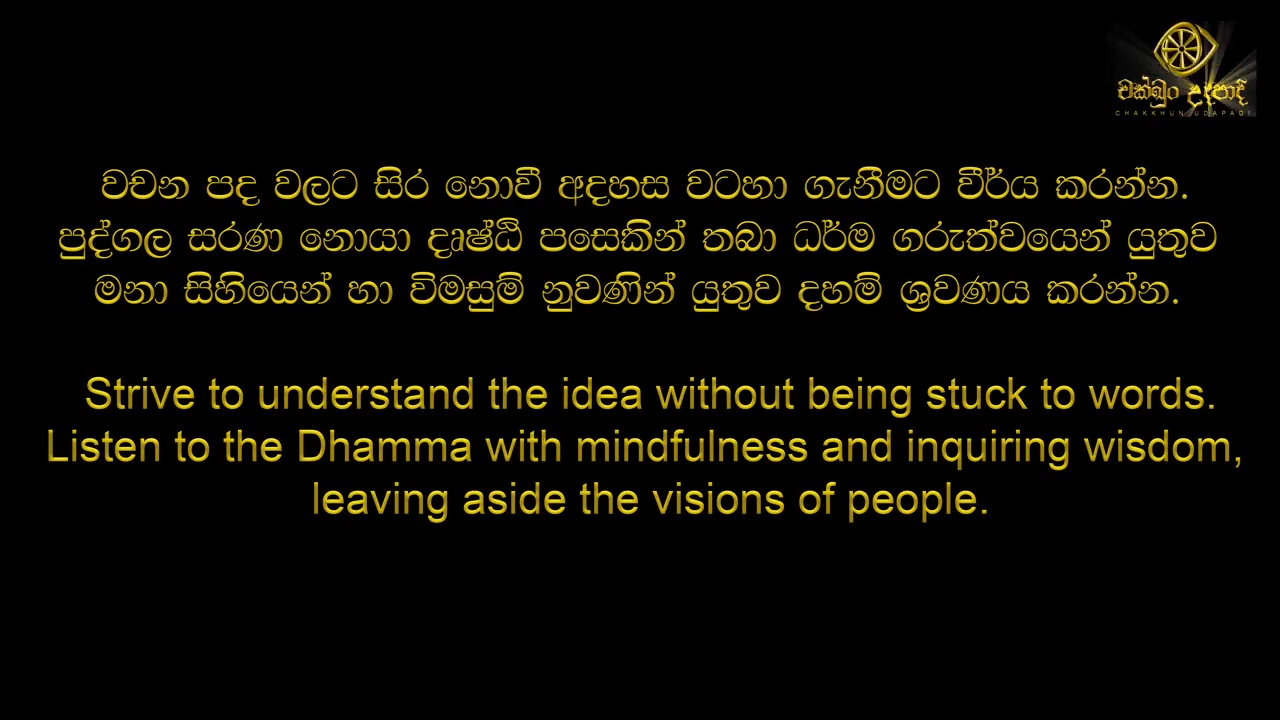 චක්ඛුං උදපාදි
CHAKKHUN UDAPADI
වචන පද වලට සිර නොවී අදහස වටහා ගැනීමට වීර්ය කරන්න.
පුද්ගල සරණ නොයා දෘෂ්ඨි පසෙකින් තබා ධර්ම ගරුත්වයෙන් යුතුව
මනා සිහියෙන් හා විමසුම් නුවණින් යුතුව දහම් ශ්‍රවණය කරන්න.
Strive to understand the idea without being stuck to words.
Listen to the Dhamma with mindfulness and inquiring wisdom,
leaving aside the visions of people.